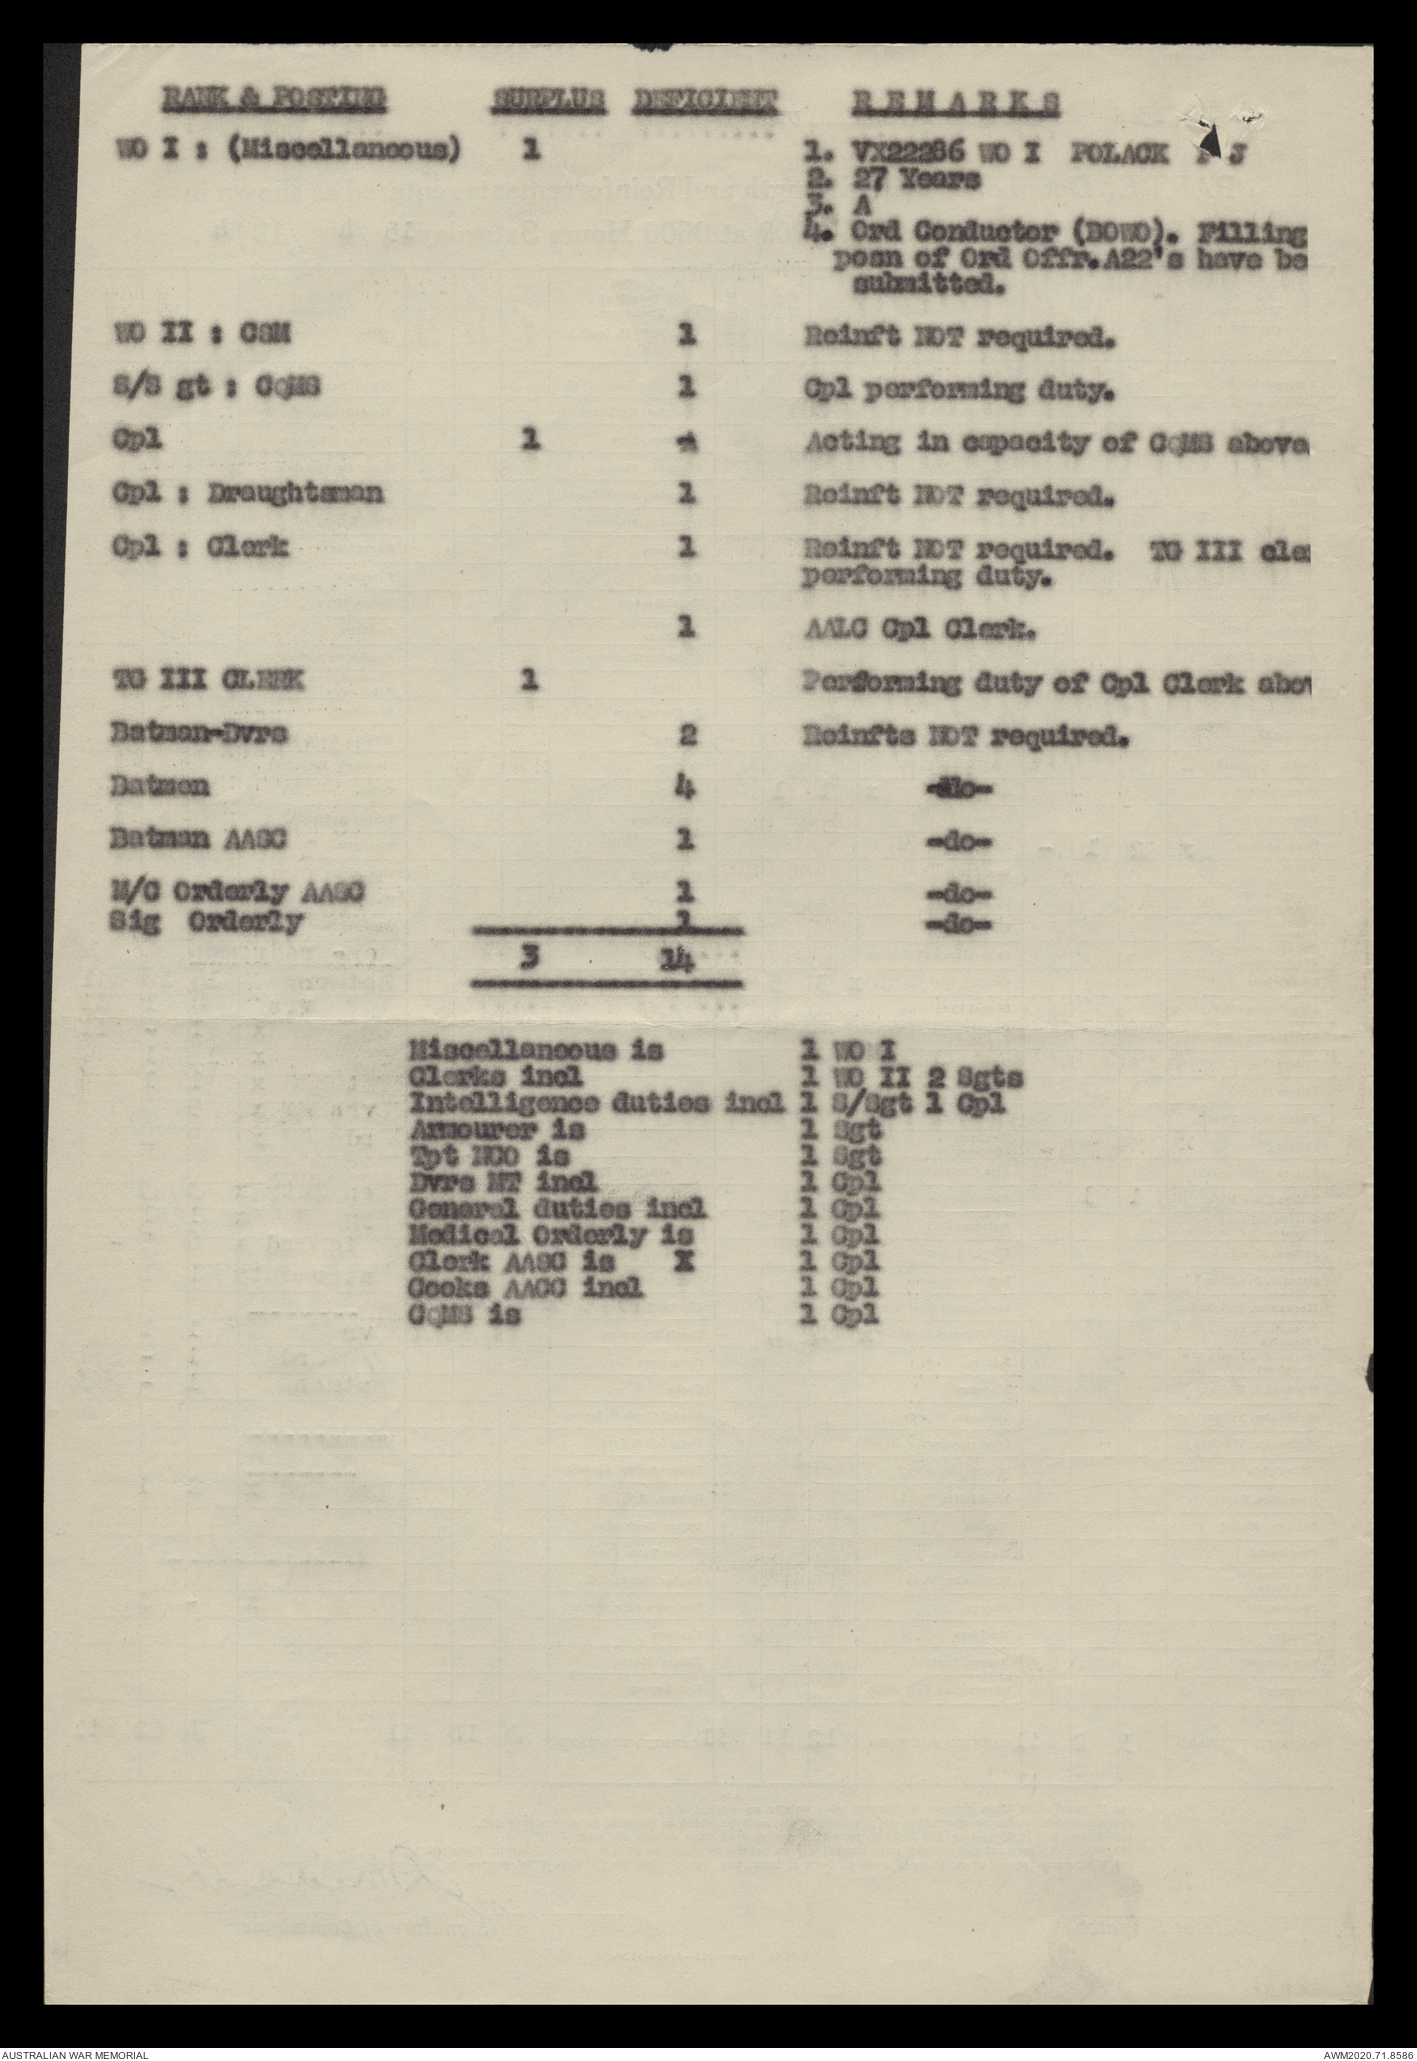 RANK & POSTING SURPLUS DEFICIENT REMARKS
WO I : (Miscellaneous) 1 1. VX22286 WO I POLACK F J
2. 27 Years
3. A
4. Ord Conductor (BOWO). Filling
posn of Ord Offr.A22's have be
submitted.
WO II : CSM 1 Reinft NOT required.
S/S gt : CQMS 1 Cpl performing duty.
Cpl 1 Acting in capacity of CQMS above
Cpl : Draughtsman 1 Reinft NOT required.
Cpl : Clerk 1 Reinft NOT required. TG III cler
performing duty.
1 AALC Cpl Clerk.
TG III CLERK 1 Performing duty of Cpl Clerk abov
Batman-Dvrs 2 Reinfts NOT required.
Batmen 4 -do-
Batman AASC 1 -do-
M/C Orderly AASC 1 -do-
Sig Orderly 1 -do-
3 14
Miscellaneous is 1 WO I
Clerks incl 1 WO II 2 Sgts
Intelligence duties incl 1 S/Sgt 1 Cpl
Armourer is 1 Sgt
Tpt NCO is 1 Sgt
Dvrs MT incl 1 Cpl
General duties incl 1 Cpl
Medical Orderly is 1 Cpl
Clerk AASC is X 1 Cpl
Cooks AACC incl 1 Cpl
CQMS is 1 Cpl
AUSTRALIAN WAR MEMORIAL AWM2020.71.8586